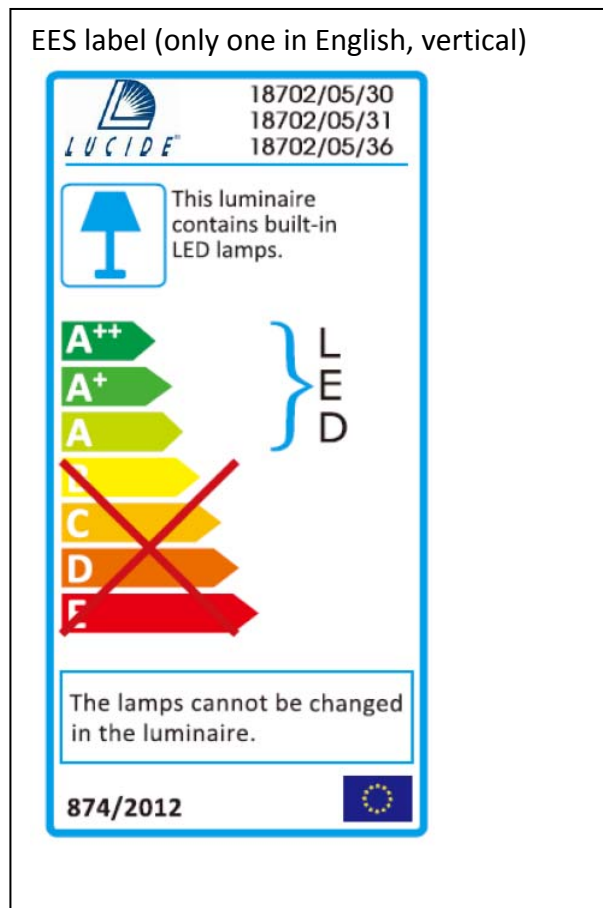 EES label (only one in English, vertical)
LUCIDE
18702/05/30
18702/05/31
18702/05/36
This luminaire
contains built-in
LED lamps.
A++
A+
A
B
C
D
E
L
E
D
The lamps cannot be changed
in the luminaire.
874/2012